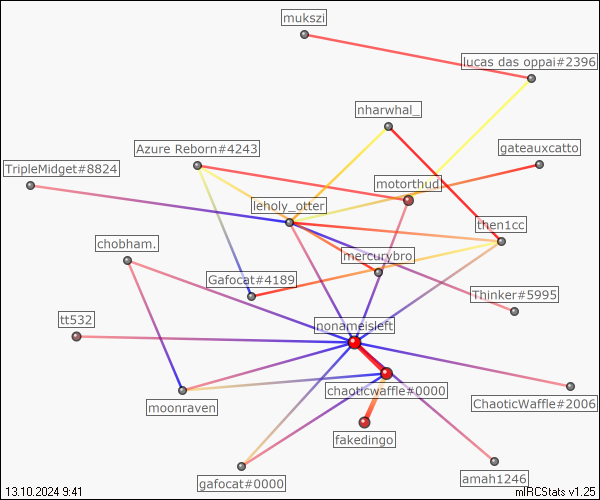 mukszi
lucas das oppai#2396
nharwhal_
Azure Reborn#4243
gateauxcatto
TripleMidget#8824
motorthud
leholy_otter
then1cc
chobham.
mercurybro
Gafocat#4189
Thinker#5995
tt532
nonameisleft
chaoticwaffle#0000
ChaoticWaffle#2006
moonraven
fakedingo
amah1246
gafocat#0000
13.10.2024 9:41
mIRCStats v1.25